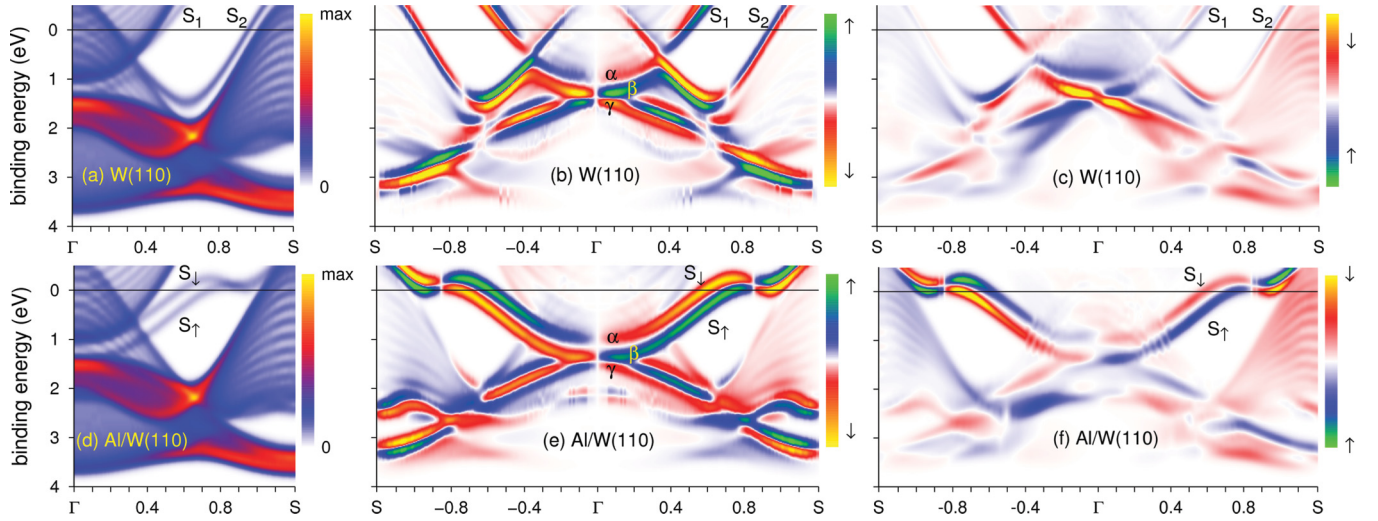 binding energy (eV)
0
1
2
3
4
S1
S2
(a) W(110)
Γ
0.4
0.8
S
max
0
S1
S2
α
β
γ
(b) W(110)
S
−0.8
−0.4
Γ
0.4
0.8
S
↑
↓
S1
S2
(c) W(110)
S
-0.8
-0.4
Γ
0.4
0.8
S
↓
↑
binding energy (eV)
0
1
2
3
4
S↓
S↑
(d) Al/W(110)
Γ
0.4
0.8
S
max
0
S↓
α
β
S↑
γ
(e) Al/W(110)
S
−0.8
−0.4
Γ
0.4
0.8
S
↑
↓
S↓
S↑
(f) Al/W(110)
S
-0.8
-0.4
Γ
0.4
0.8
S
↓
↑